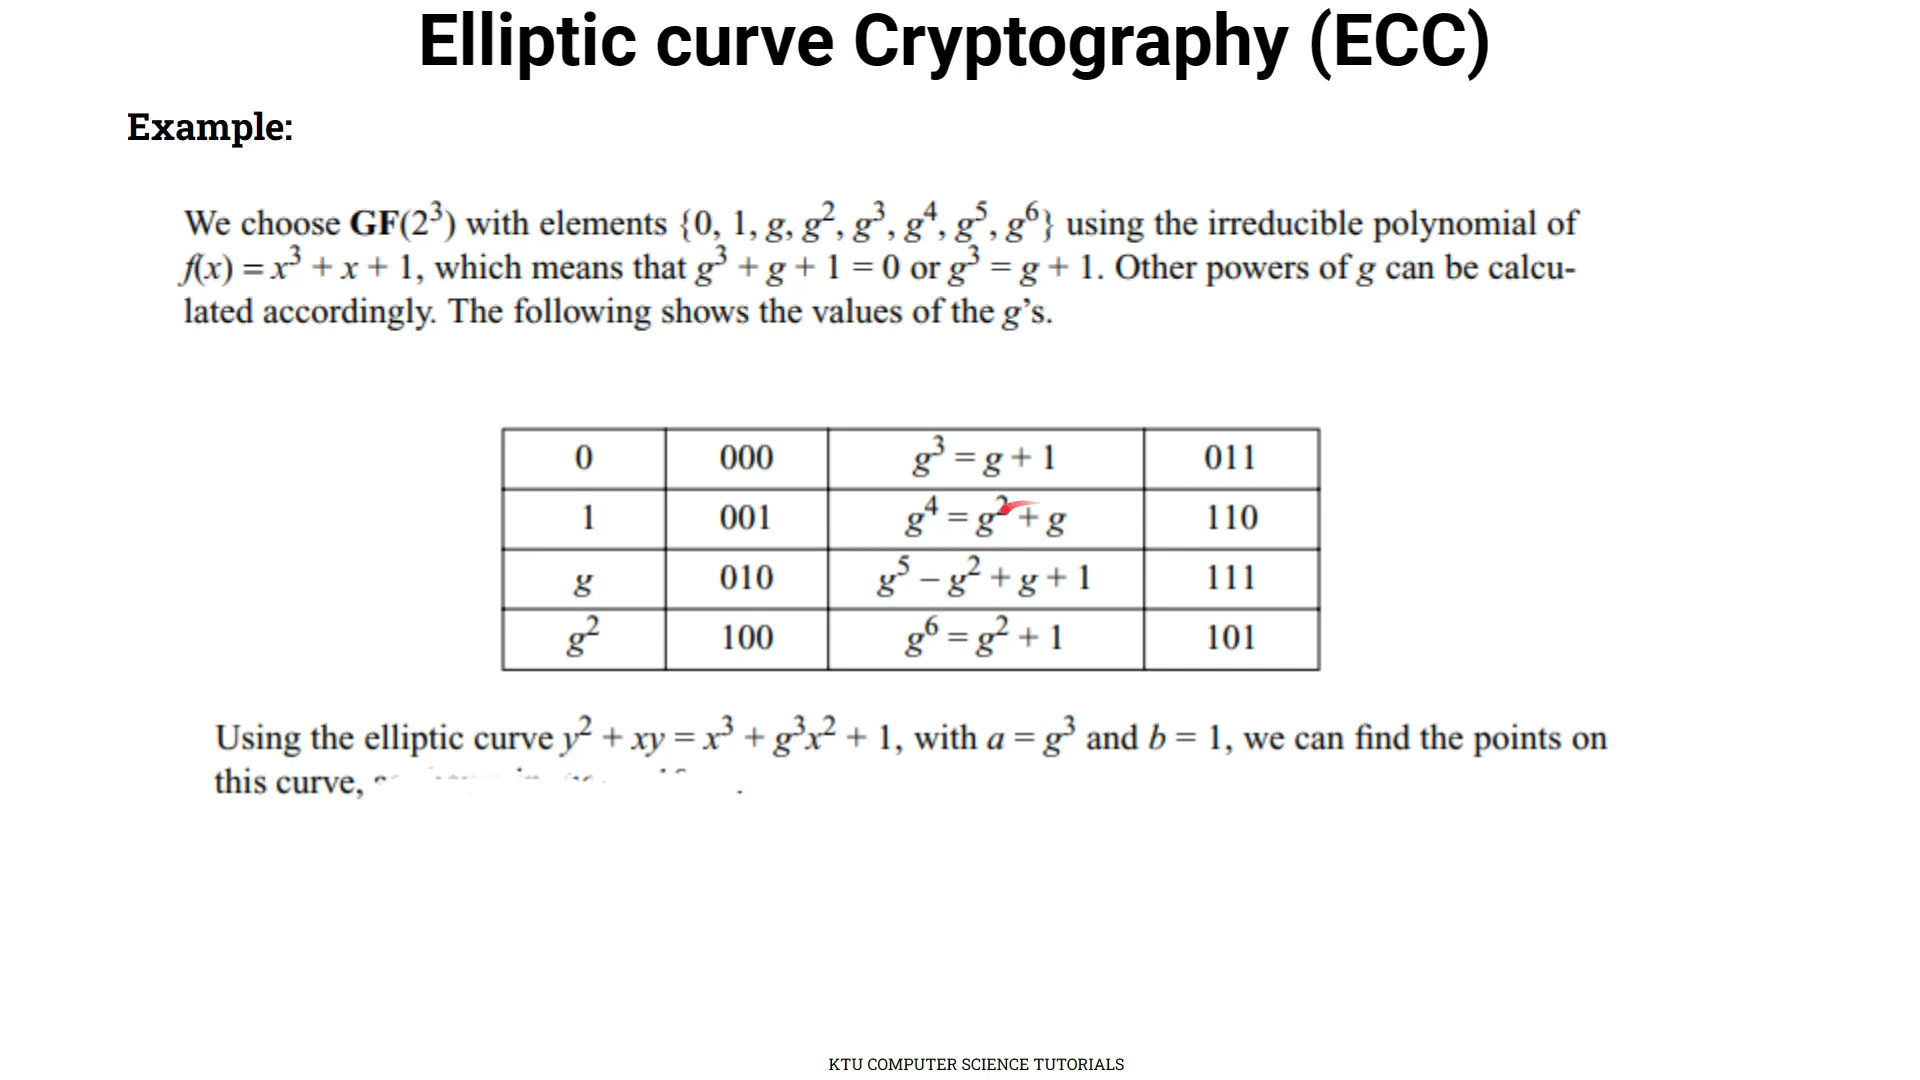 Elliptic curve Cryptography (ECC)
Example:
We choose GF(2³) with elements {0, 1, g, g², g³, g⁴, g⁵, g⁶} using the irreducible polynomial of
f(x) = x³ + x + 1, which means that g³ + g + 1 = 0 or g³ = g + 1. Other powers of g can be calcu-
lated accordingly. The following shows the values of the g’s.
0 000 g³ = g + 1 011
1 001 g⁴ = g² + g 110
g 010 g⁵ – g² + g + 1 111
g² 100 g⁶ = g² + 1 101
Using the elliptic curve y² + xy = x³ + g³x² + 1, with a = g³ and b = 1, we can find the points on
this curve,
KTU COMPUTER SCIENCE TUTORIALS